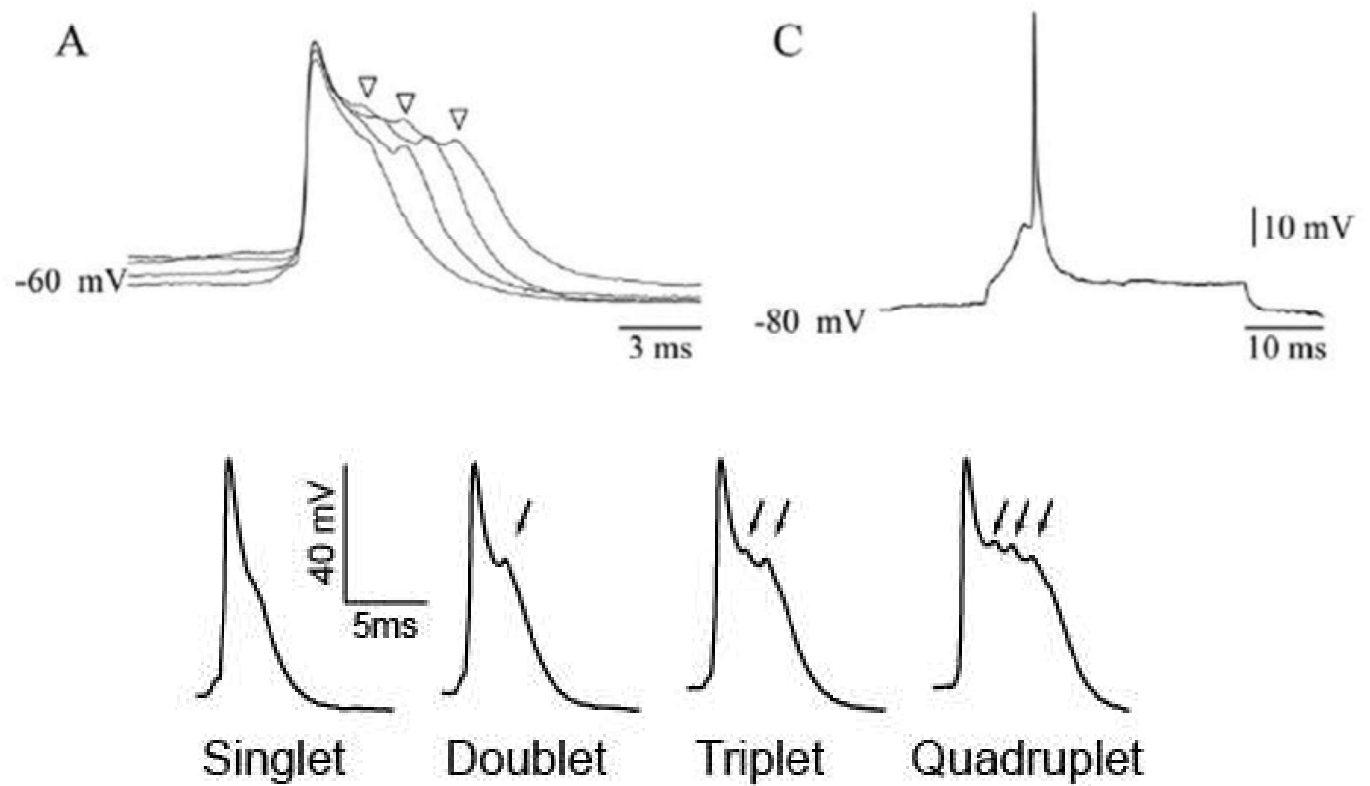 A
-60 mV
3 ms
C
10 mV
-80 mV
10 ms
40 mV
5ms
Singlet
Doublet
Triplet
Quadruplet